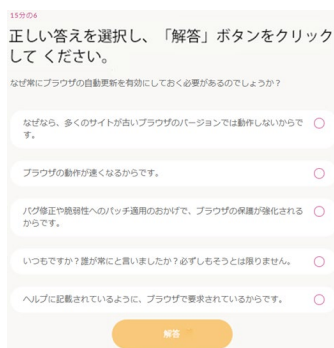 15分の6
正しい答えを選択し、「解答」ボタンをクリック
して ください。
なぜ常にブラウザの自動更新を有効にしておく必要があるのでしょうか？
なぜなら、多くのサイトが古いブラウザのバージョンでは動作しないからで
す。
ブラウザの動作が速くなるからです。
バグ修正や脆弱性へのパッチ適用のおかげで、ブラウザの保護が強化される
からです。
いつもですか？誰が常にと言いましたか？必ずしもそうとは限りません。
ヘルプに記載されているように、ブラウザで要求されているからです。
解答